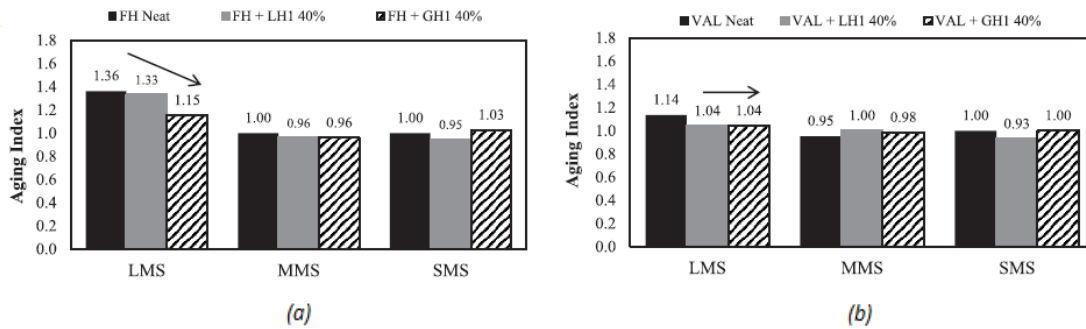 FH Neat FH + LH1 40% FH + GH1 40%
1.8
1.6
1.4
1.2
1.0
0.8
0.6
0.4
0.2
0.0
Aging Index
1.36 1.33 1.15
1.00 0.96 0.96
1.00 0.95 1.03
LMS MMS SMS
(a)
VAL Neat VAL + LH1 40% VAL + GH1 40%
1.8
1.6
1.4
1.2
1.0
0.8
0.6
0.4
0.2
0.0
Aging Index
1.14 1.04 1.04
0.95 1.00 0.98
1.00 0.93 1.00
LMS MMS SMS
(b)